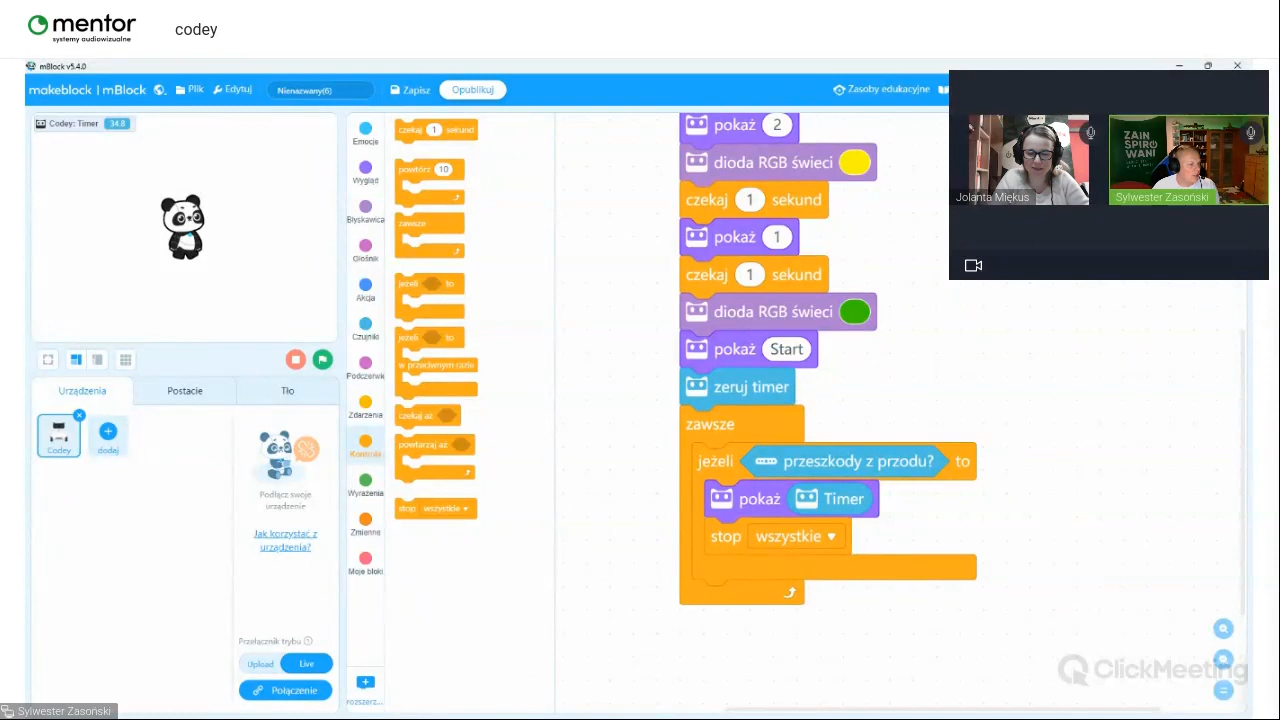 mentor
systemy audiowizualne
codey
mBlock v5.4.0
makeblock | mBlock
Plik
Edytuj
Nienazwany(6)
Zapisz
Opublikuj
Zasoby edukacyjne
Codey: Timer 34.8
Emocje
Wygląd
Błyskawica
Głośnik
Akcja
Czujniki
Podczerwie
Zdarzenia
Kontrola
Wyrażenia
Zmienne
Moje bloki
rozszerz...
czekaj 1 sekund
powtórz 10
zawsze
jeżeli to
jeżeli to
w przeciwnym razie
czekaj aż
powtarzaj aż
stop wszystkie
pokaż 2
dioda RGB świeci
czekaj 1 sekund
pokaż 1
czekaj 1 sekund
dioda RGB świeci
pokaż Start
zeruj timer
zawsze
jeżeli przeszkody z przodu? to
pokaż Timer
stop wszystkie
Jolanta Miękus
ZAIN
SPIRO
WANI
Sylwester Zasoński
Urządzenia
Postacie
Tło
Codey
dodaj
Podłącz swoje
urządzenie
Jak korzystać z
urządzenia?
Przełącznik trybu
Upload
Live
Połączenie
ClickMeeting
Sylwester Zasoński